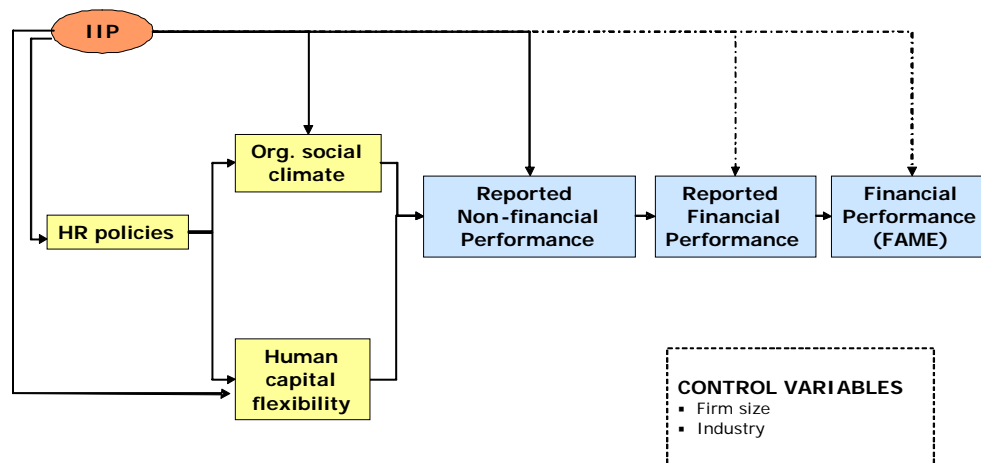 IIP
Org. social
climate
HR policies
Human
capital
flexibility
Reported
Non-financial
Performance
Reported
Financial
Performance
Financial
Performance
(FAME)
CONTROL VARIABLES
▪ Firm size
▪ Industry